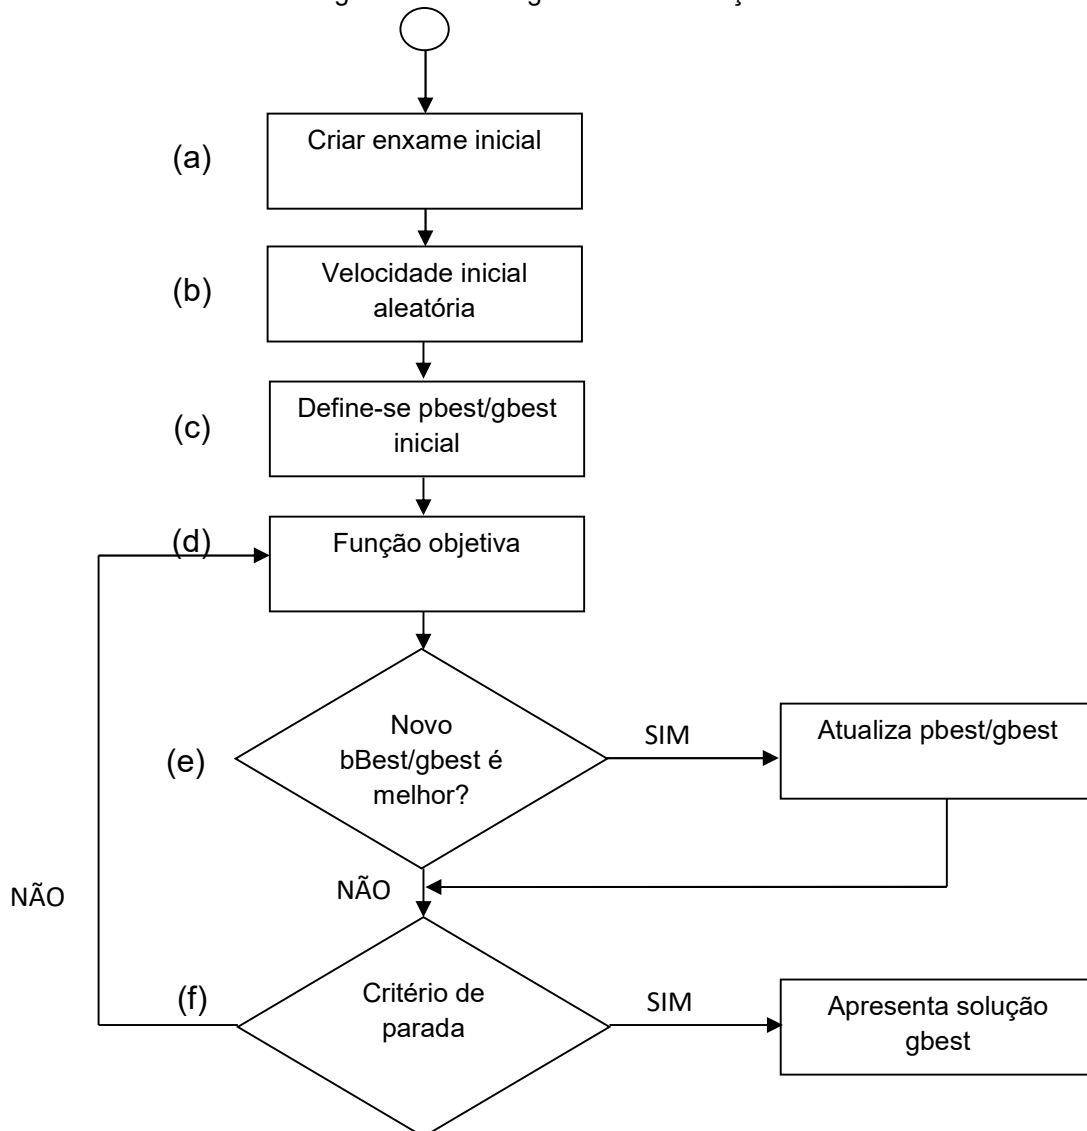 (a)
Criar enxame inicial
(b)
Velocidade inicial
aleatória
(c)
Define-se pbest/gbest
inicial
(d)
Função objetiva
(e)
Novo
bBest/gbest é
melhor?
SIM
Atualiza pbest/gbest
NÃO
NÃO
(f)
Critério de
parada
SIM
Apresenta solução
gbest